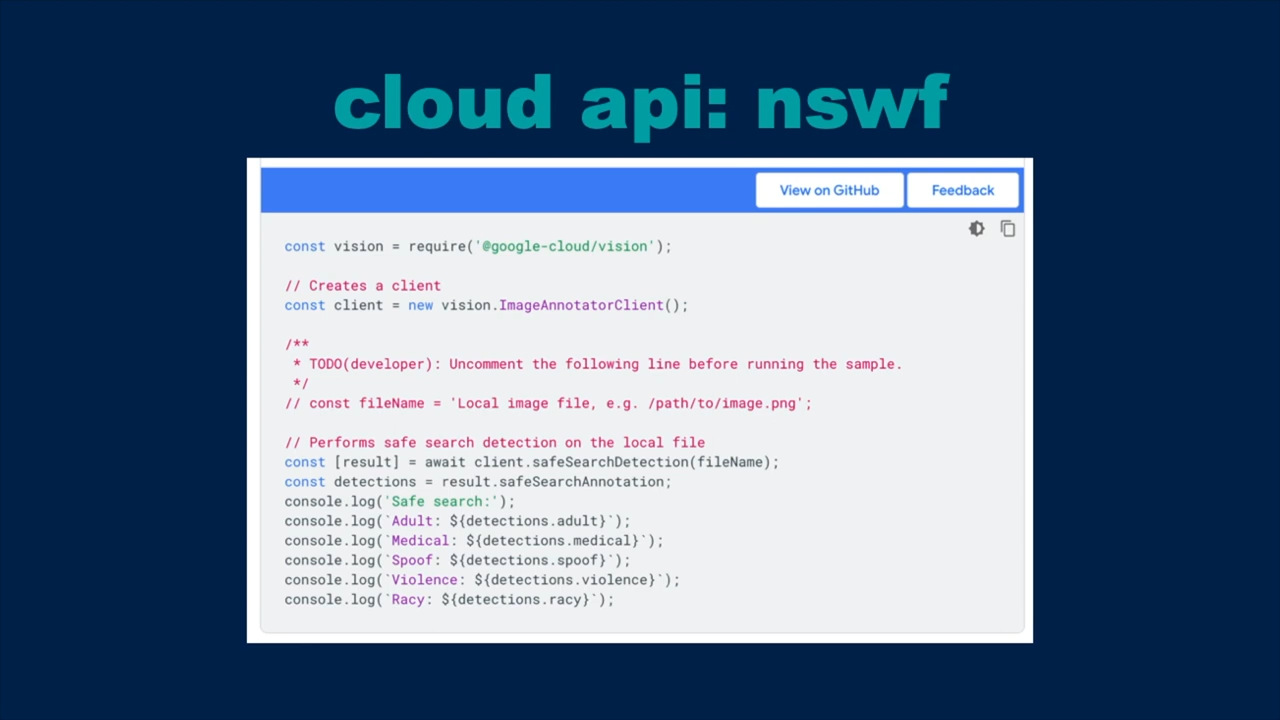 cloud api: nswf
View on GitHub
Feedback
const vision = require('@google-cloud/vision');
// Creates a client
const client = new vision.ImageAnnotatorClient();
/**
* TODO(developer): Uncomment the following line before running the sample.
*/
// const fileName = 'Local image file, e.g. /path/to/image.png';
// Performs safe search detection on the local file
const [result] = await client.safeSearchDetection(fileName);
const detections = result.safeSearchAnnotation;
console.log('Safe search:');
console.log(`Adult: ${detections.adult}`);
console.log(`Medical: ${detections.medical}`);
console.log(`Spoof: ${detections.spoof}`);
console.log(`Violence: ${detections.violence}`);
console.log(`Racy: ${detections.racy}`);